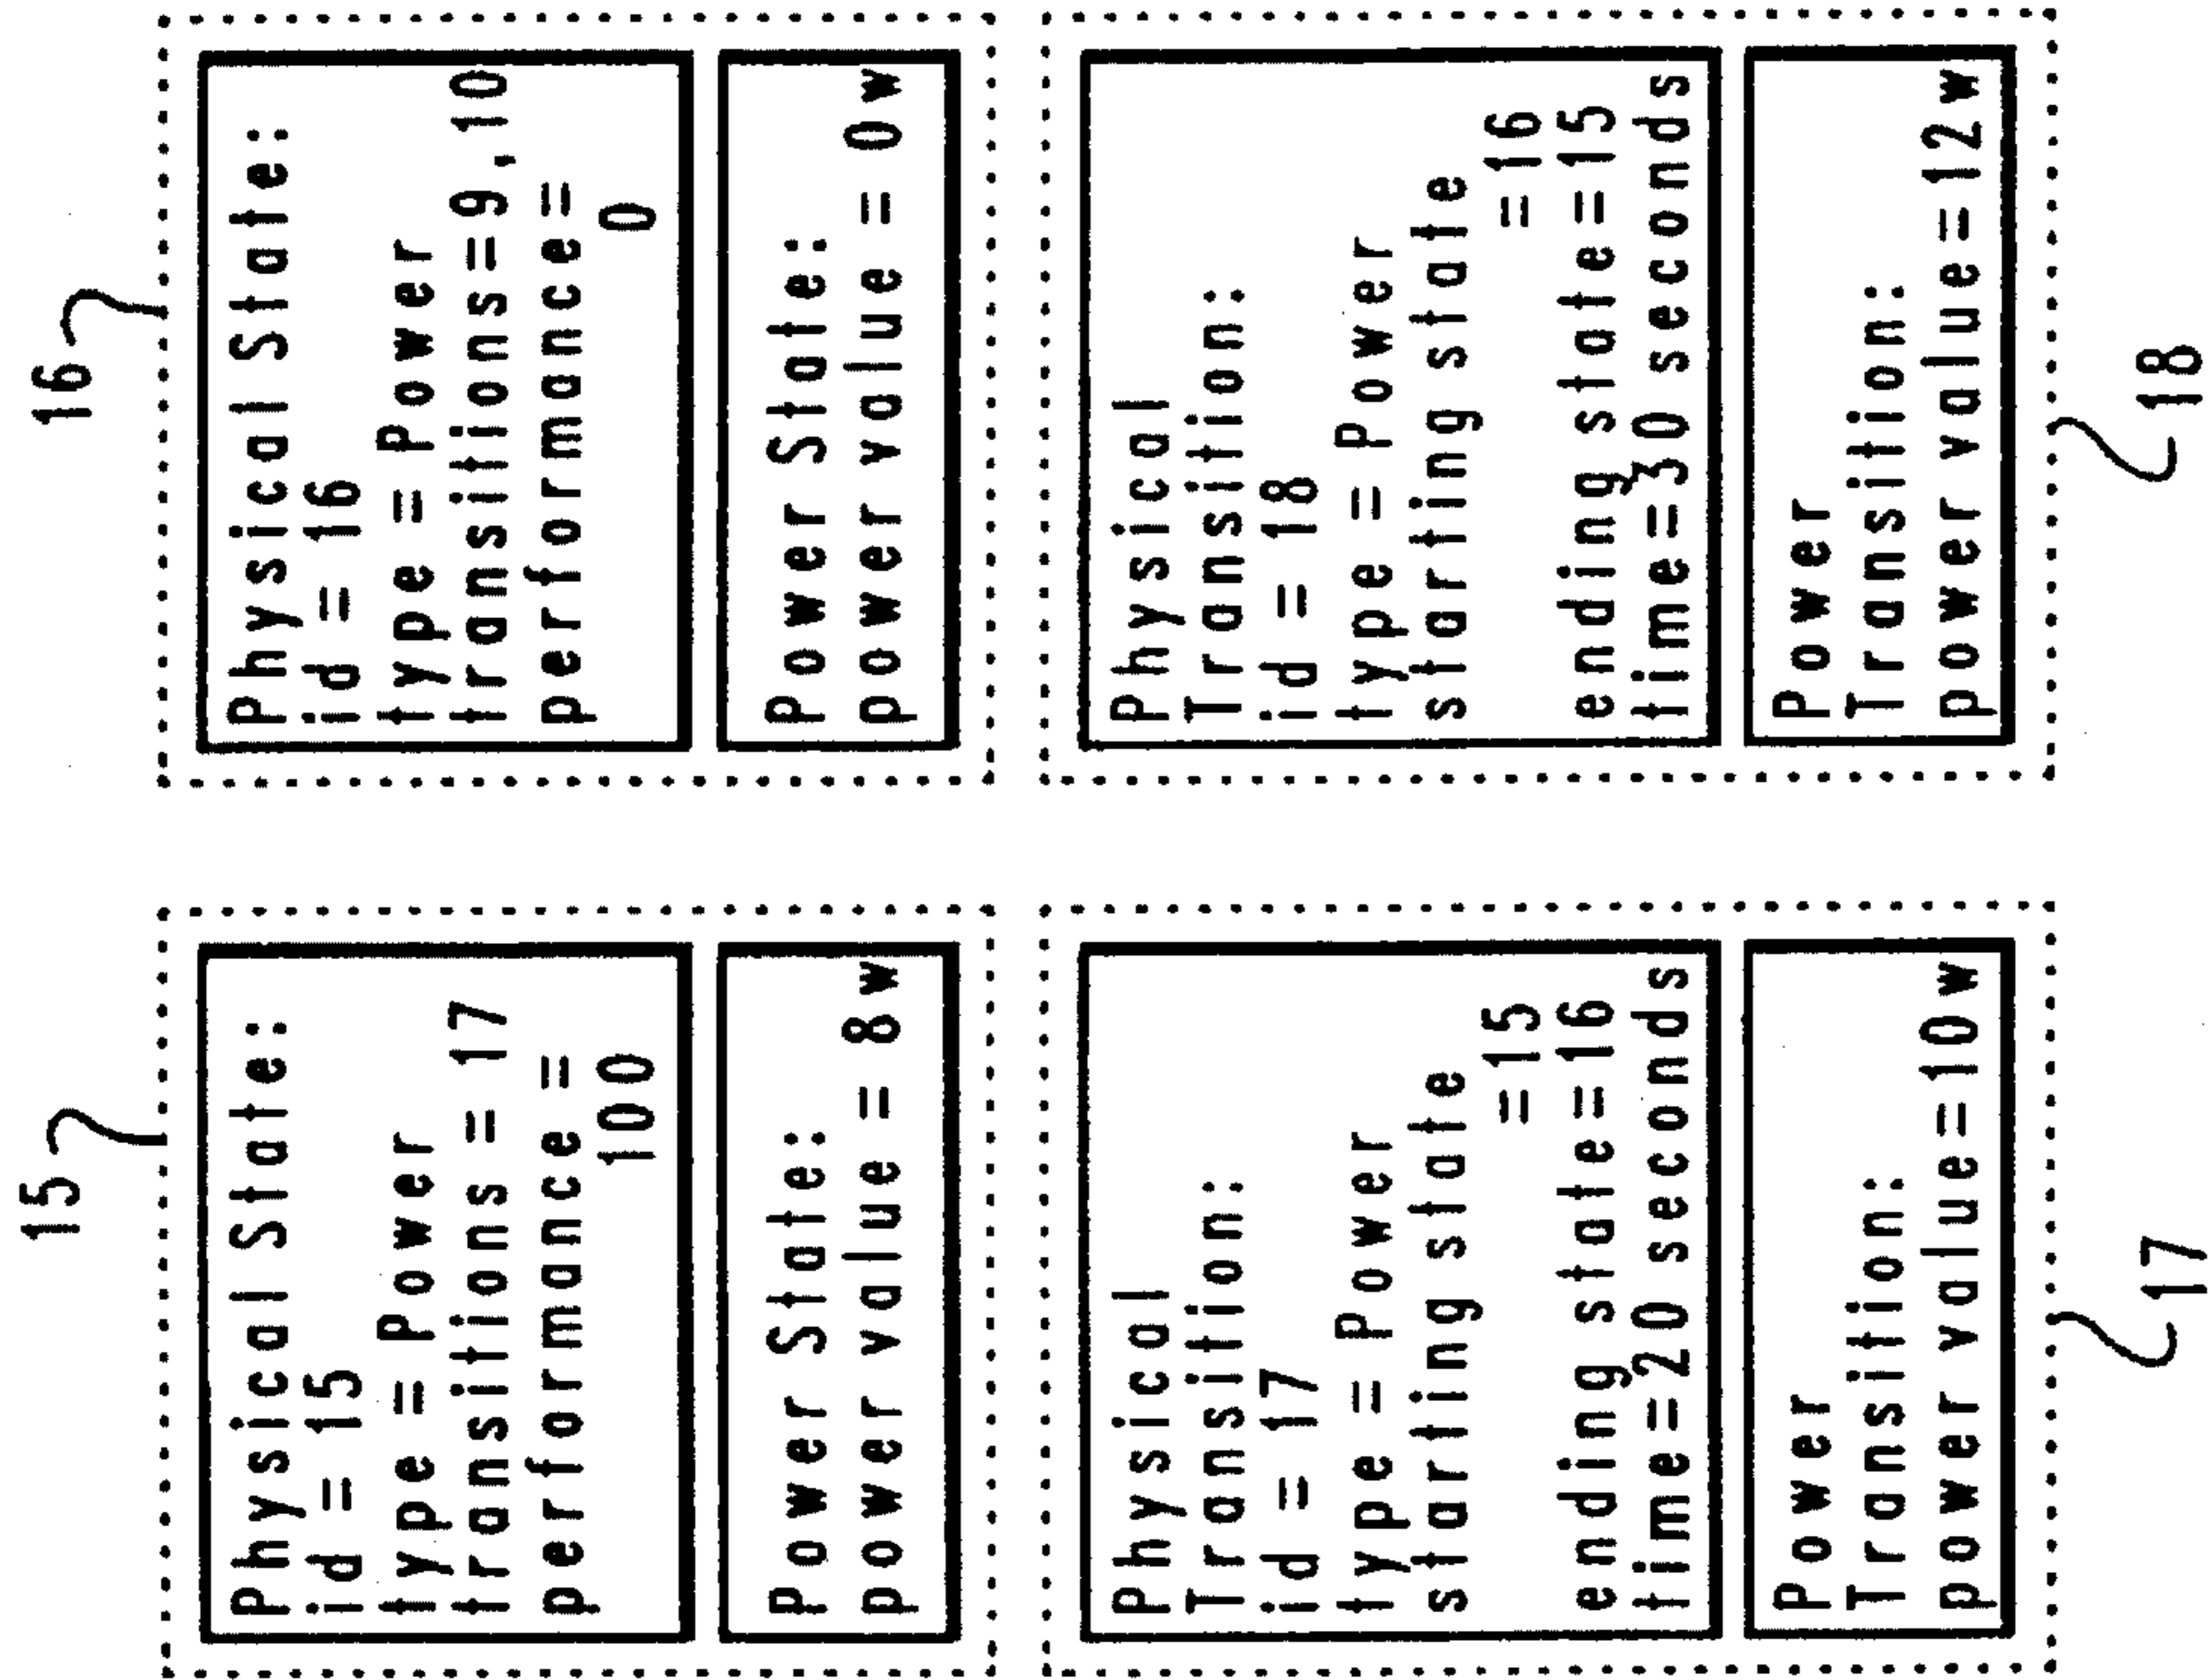 15
Physical State:
id = 15
type = Power
transitions = 17
performance =
100
Power State:
power value = 8w
16
Physical State:
id = 16
type = Power
transitions=9,10
performance=
0
Power State:
power value = 0w
Physical
Transition:
id = 17
type = Power
starting state
=15
ending state=16
time=20 seconds
Power
Transition:
power value=10w
17
Physical
Transition:
id = 18
type = Power
starting state
=16
ending state=15
time=30 seconds
Power
Transition:
power value=12w
18